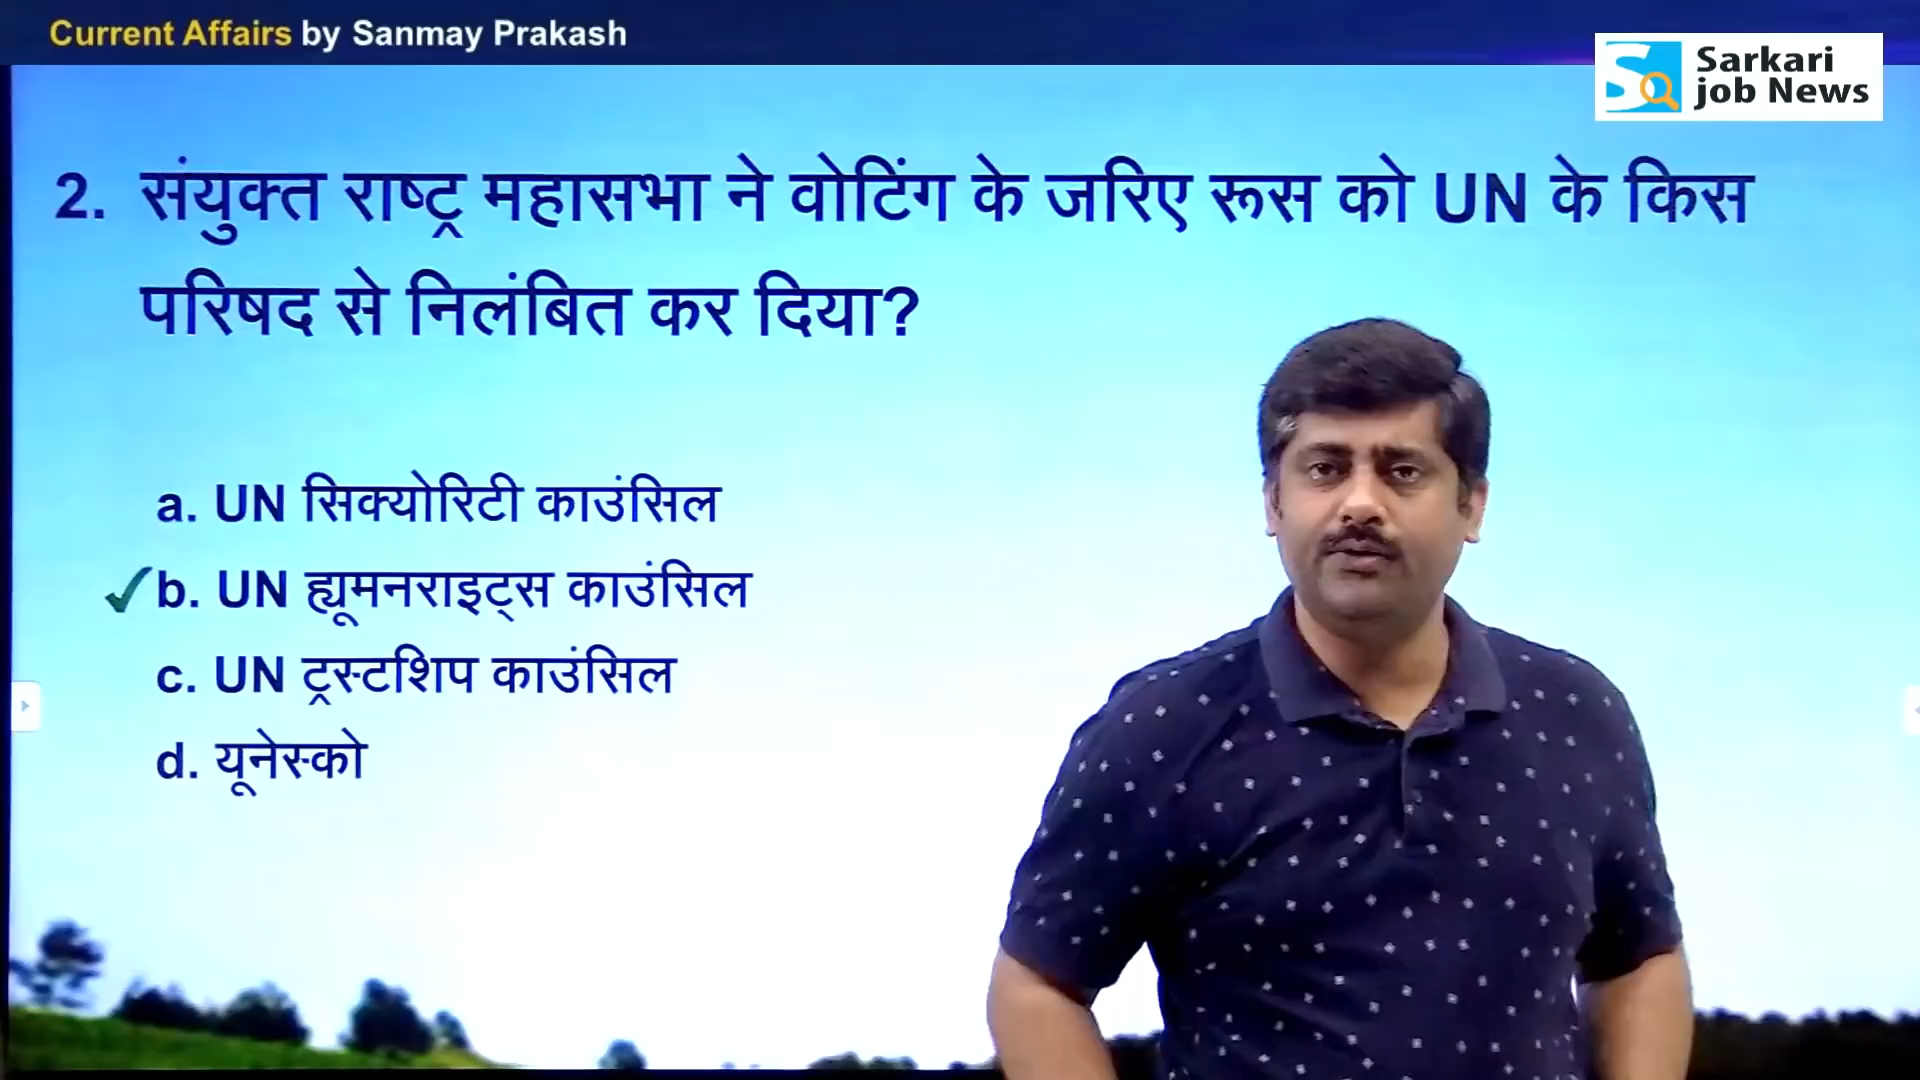 Current Affairs by Sanmay Prakash
Sarkari
job News
2. संयुक्त राष्ट्र महासभा ने वोटिंग के जरिए रूस को UN के किस
परिषद से निलंबित कर दिया?
a. UN सिक्योरिटी काउंसिल
b. UN ह्यूमनराइट्स काउंसिल
c. UN ट्रस्टशिप काउंसिल
d. यूनेस्को